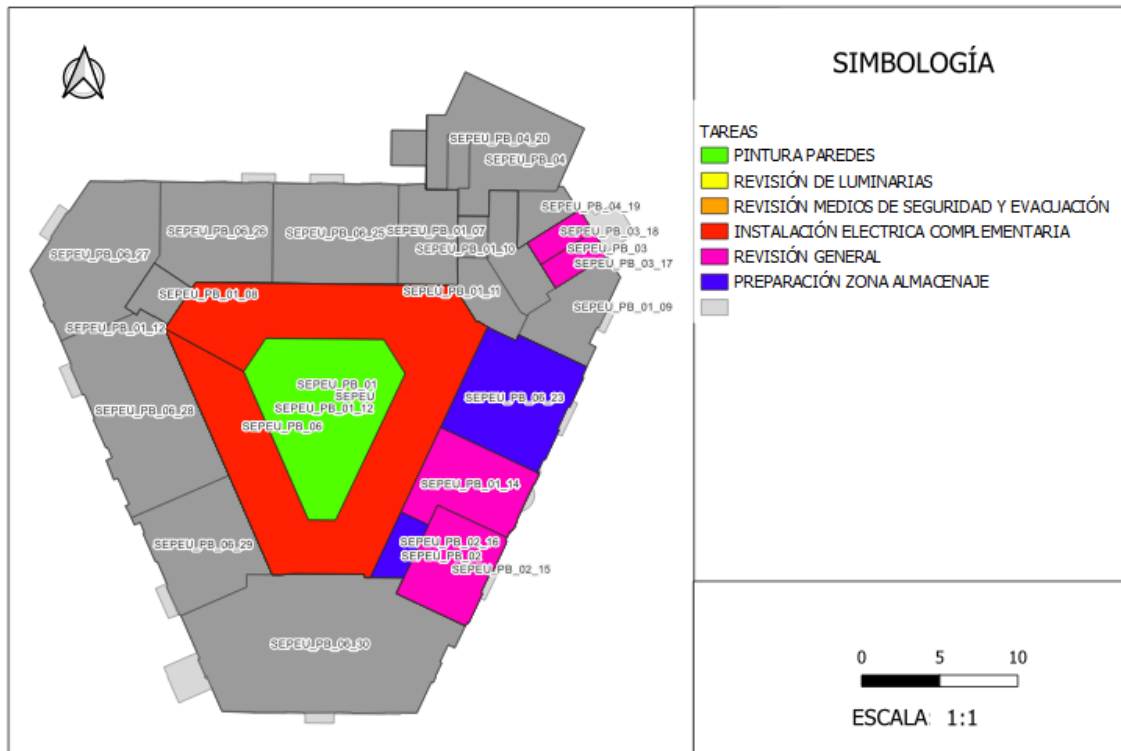 SIMBOLOGÍA
TAREAS
PINTURA PAREDES
REVISIÓN DE LUMINARIAS
REVISIÓN MEDIOS DE SEGURIDAD Y EVACUACIÓN
INSTALACIÓN ELECTRICA COMPLEMENTARIA
REVISIÓN GENERAL
PREPARACIÓN ZONA ALMACENAJE
SEPEU_PB_04_20
SEPEU_PB_04
SEPEU_PB_04_19
SEPEU_PB_03_18
SEPEU_PB_03
SEPEU_PB_03_17
SEPEU_PB_06_26
SEPEU_PB_06_25
SEPEU_PB_01_07
SEPEU_PB_01_10
SEPEU_PB_06_27
SEPEU_PB_01_08
SEPEU_PB_01_11
SEPEU_PB_01_09
SEPEU_PB_01_12
SEPEU_PB_01
SEPEU
SEPEU_PB_01_12
SEPEU_PB_06
SEPEU_PB_06_23
SEPEU_PB_06_28
SEPEU_PB_01_14
SEPEU_PB_06_29
SEPEU_PB_02_16
SEPEU_PB_02
SEPEU_PB_02_15
SEPEU_PB_06_30
0 5 10
ESCALA: 1:1